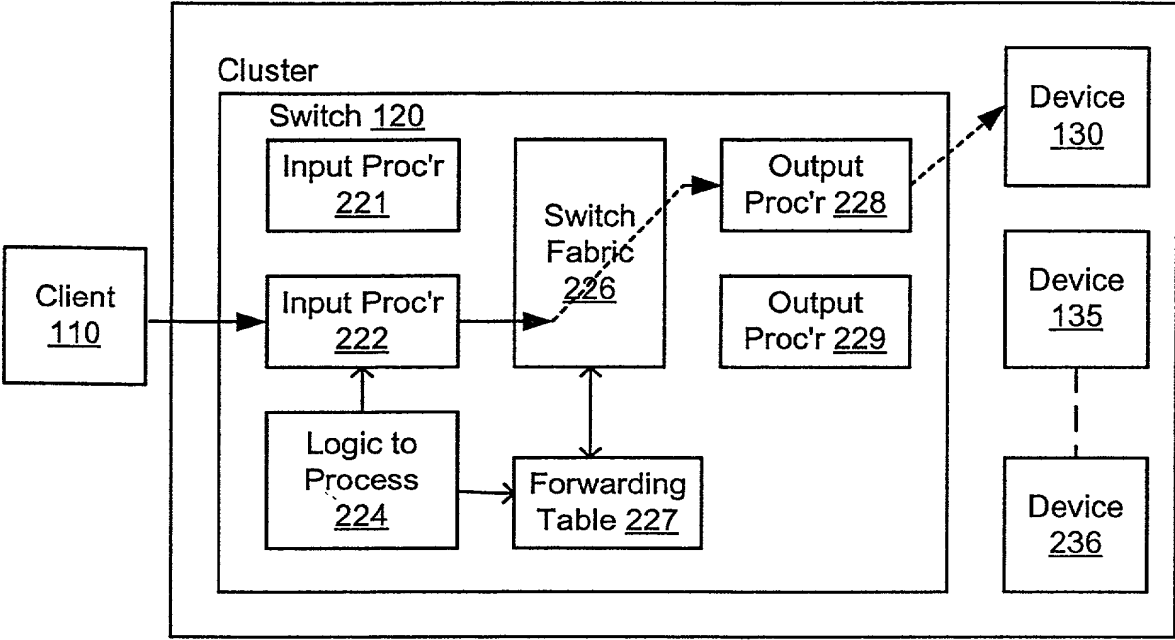 Cluster
Switch 120
Input Proc'r
221
Switch
Fabric
226
Output
Proc'r 228
Device
130
Client
110
Input Proc'r
222
Output
Proc'r 229
Device
135
Logic to
Process
224
Forwarding
Table 227
Device
236